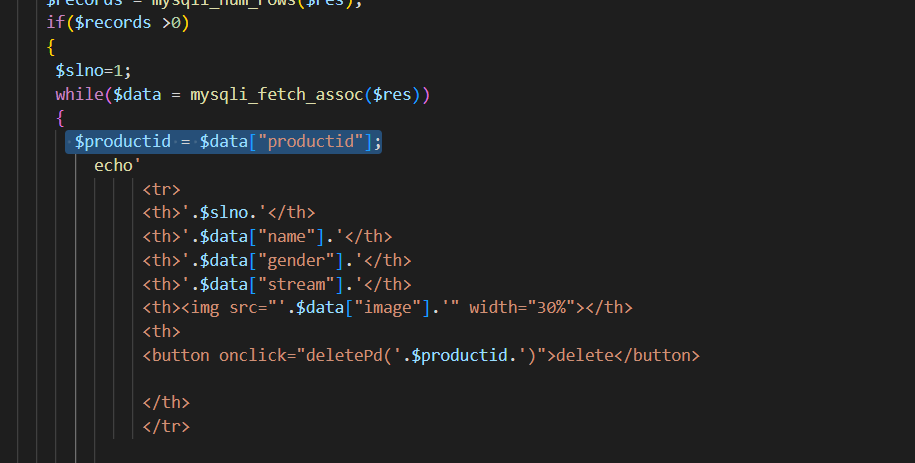 $records = mysqli_num_rows($res);
if($records >0)
{
$slno=1;
while($data = mysqli_fetch_assoc($res))
{
$productid = $data["productid"];
echo'
<tr>
<th>'.$slno.'</th>
<th>'.$data["name"].'</th>
<th>'.$data["gender"].'</th>
<th>'.$data["stream"].'</th>
<th><img src="'.$data["image"].'" width="30%"></th>
<th>
<button onclick="deletePd('.$productid.')">delete</button>
</th>
</tr>